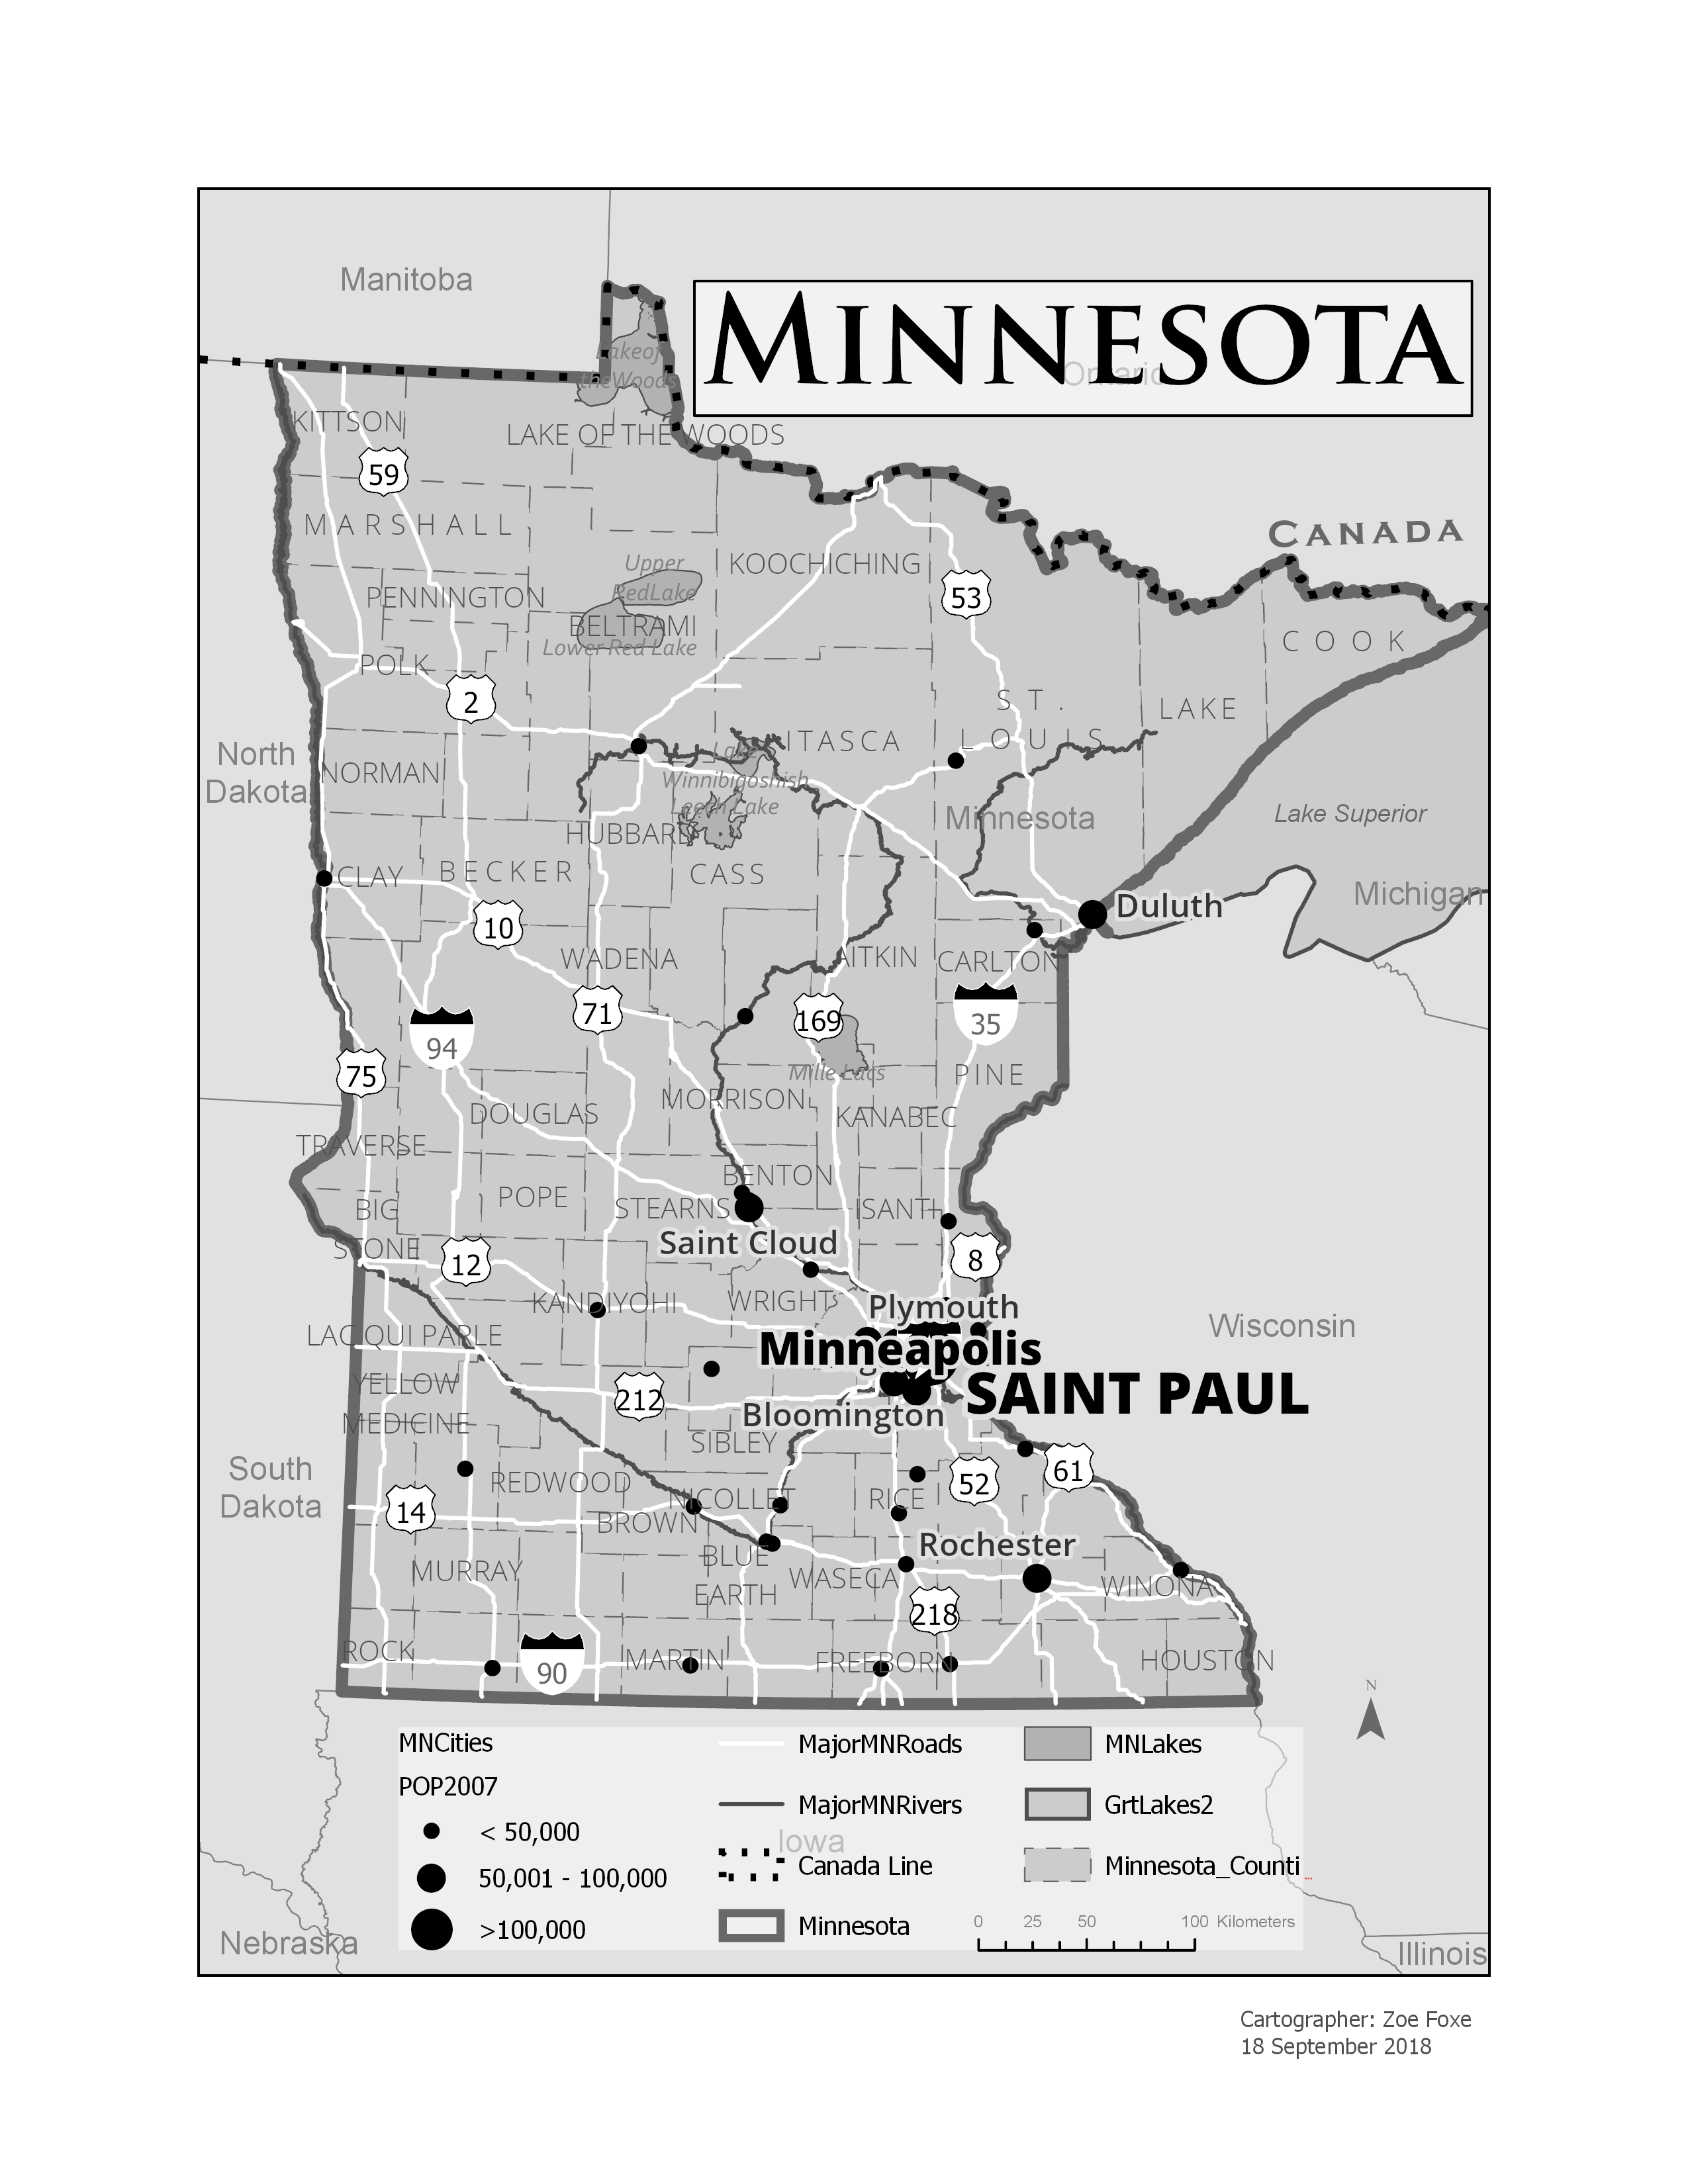 Manitoba
MINNESOTA
Ontario
Lake of
the Woods
KITTSON
LAKE OF THE WOODS
59
MARSHALL
CANADA
KOOCHICHING
Upper
Red Lake
PENNINGTON
53
BELTRAMI
Lower Red Lake
COOK
POLK
2
ST.
LOUIS
LAKE
ITASCA
North
Dakota
NORMAN
Lake
Winnibigoshish
Leech Lake
Minnesota
Lake Superior
HUBBARD
CLAY
BECKER
CASS
Michigan
Duluth
10
WADENA
AITKIN
CARLTON
71
169
35
94
75
Mille Lacs
PINE
MORRISON
KANABEC
DOUGLAS
TRAVERSE
BENTON
POPE
STEARNS
ISANTI
BIG
STONE
Saint Cloud
12
8
KANDIYOHI
WRIGHT
Plymouth
Wisconsin
LAC QUI PARLE
Minneapolis
YELLOW
MEDICINE
212
SAINT PAUL
Bloomington
SIBLEY
South
Dakota
REDWOOD
52
61
14
NICOLLET
RICE
BROWN
Rochester
BLUE
EARTH
MURRAY
WASECA
WINONA
218
ROCK
90
MARTIN
FREEBORN
HOUSTON
N
MNCities
POP2007
< 50,000
50,001 - 100,000
>100,000
MajorMNRoads
MajorMNRivers
Iowa
Canada Line
Minnesota
MNLakes
GrtLakes2
Minnesota_Counti...
0 25 50 100 Kilometers
Nebraska
Illinois
Cartographer: Zoe Foxe
18 September 2018